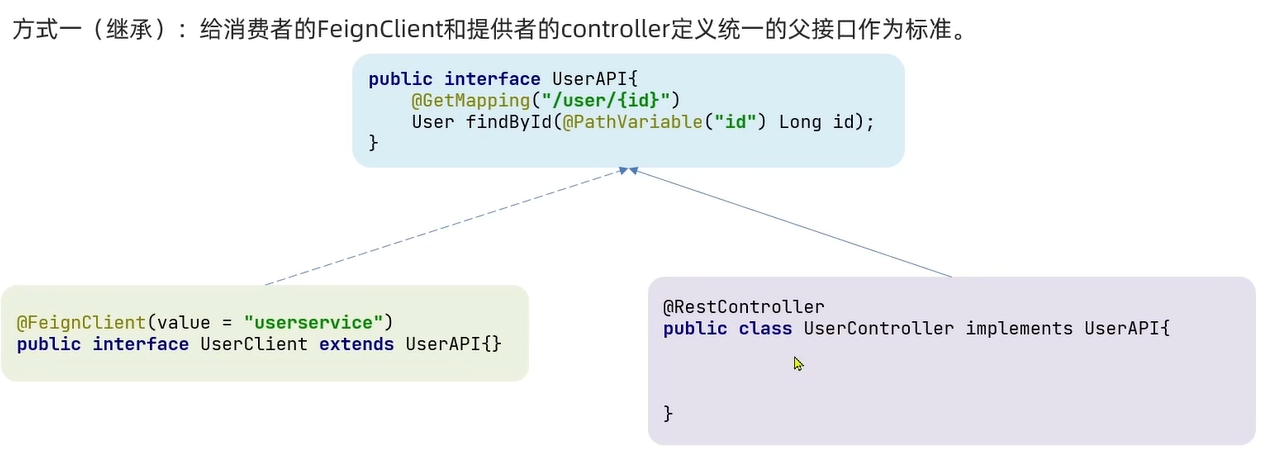 方式一（继承）：给消费者的FeignClient和提供者的controller定义统一的父接口作为标准。
public interface UserAPI{
    @GetMapping("/user/{id}")
    User findById(@PathVariable("id") Long id);
}
@FeignClient(value = "userservice")
public interface UserClient extends UserAPI{}
@RestController
public class UserController implements UserAPI{
}